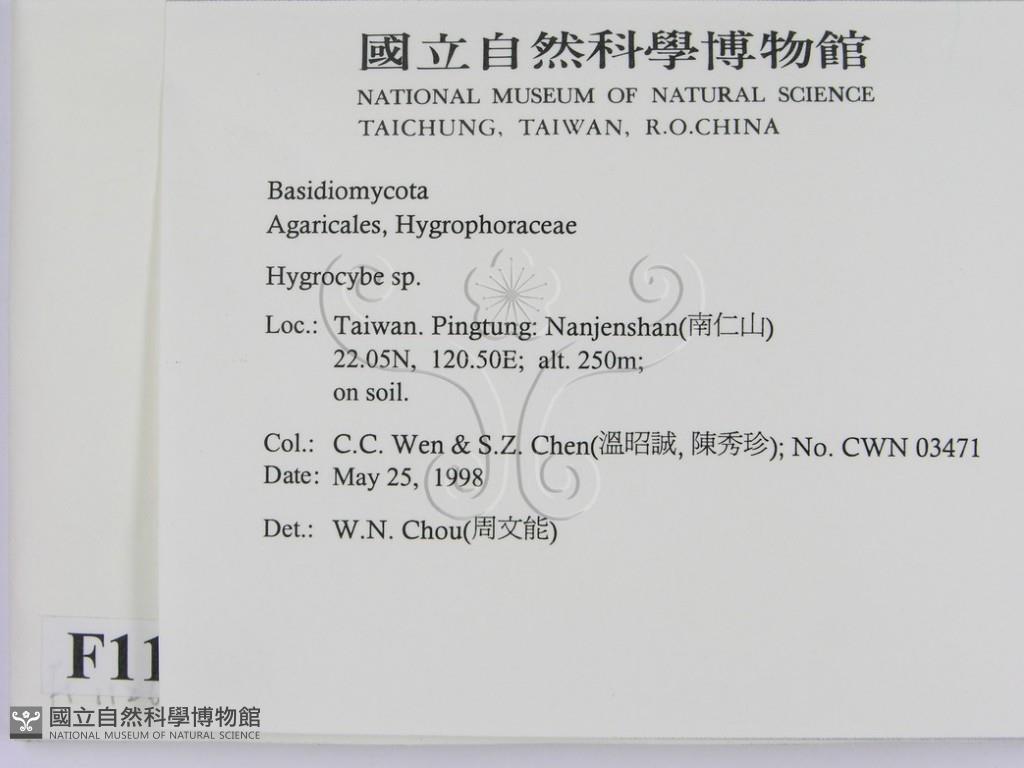 國立自然科學博物館
NATIONAL MUSEUM OF NATURAL SCIENCE
TAICHUNG, TAIWAN, R.O.CHINA
Basidiomycota
Agaricales, Hygrophoraceae
Hygrocybe sp.
Loc.: Taiwan. Pingtung: Nanjenshan(南仁山)
22.05N, 120.50E; alt. 250m;
on soil.
Col.: C.C. Wen & S.Z. Chen(溫昭誠, 陳秀珍); No. CWN 03471
Date: May 25, 1998
Det.: W.N. Chou(周文能)
F11
國立自然科學博物館
NATIONAL MUSEUM OF NATURAL SCIENCE